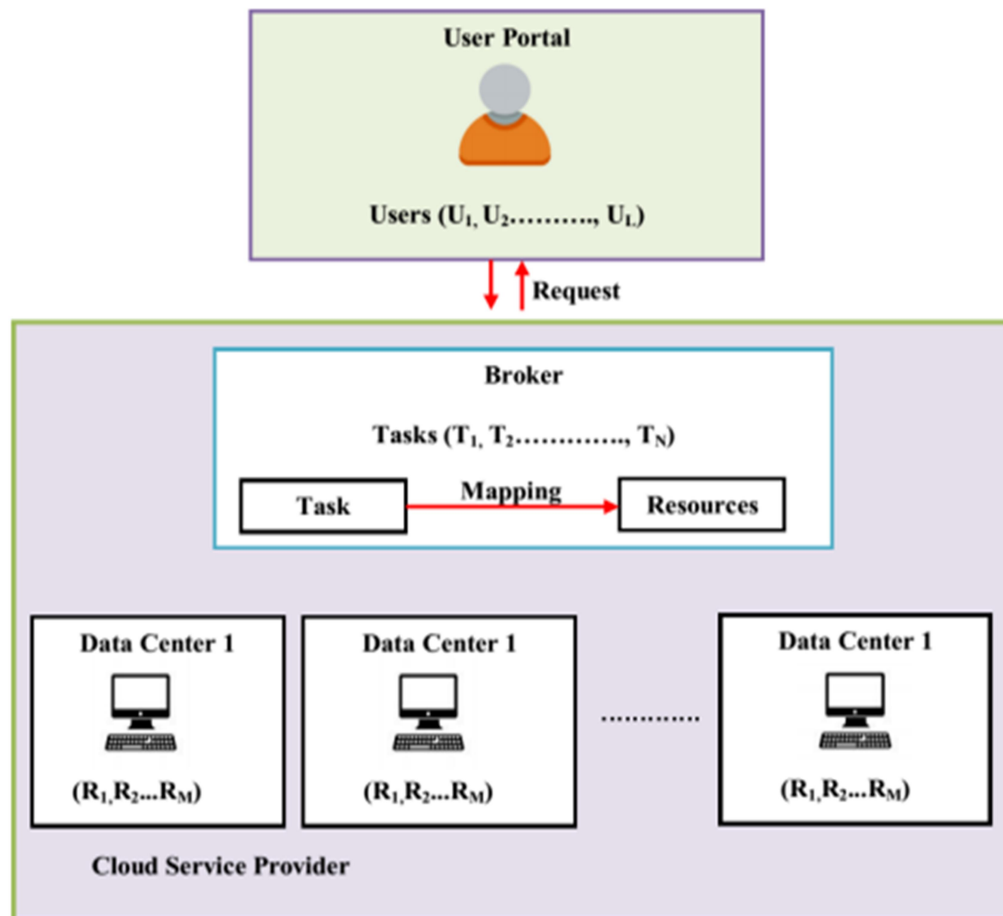 User Portal
Users (U1, U2.........., UL)
Request
Broker
Tasks (T1, T2............., TN)
Task
Mapping
Resources
Data Center 1
Data Center 1
Data Center 1
.............
(R1,R2...RM)
(R1,R2...RM)
(R1,R2...RM)
Cloud Service Provider